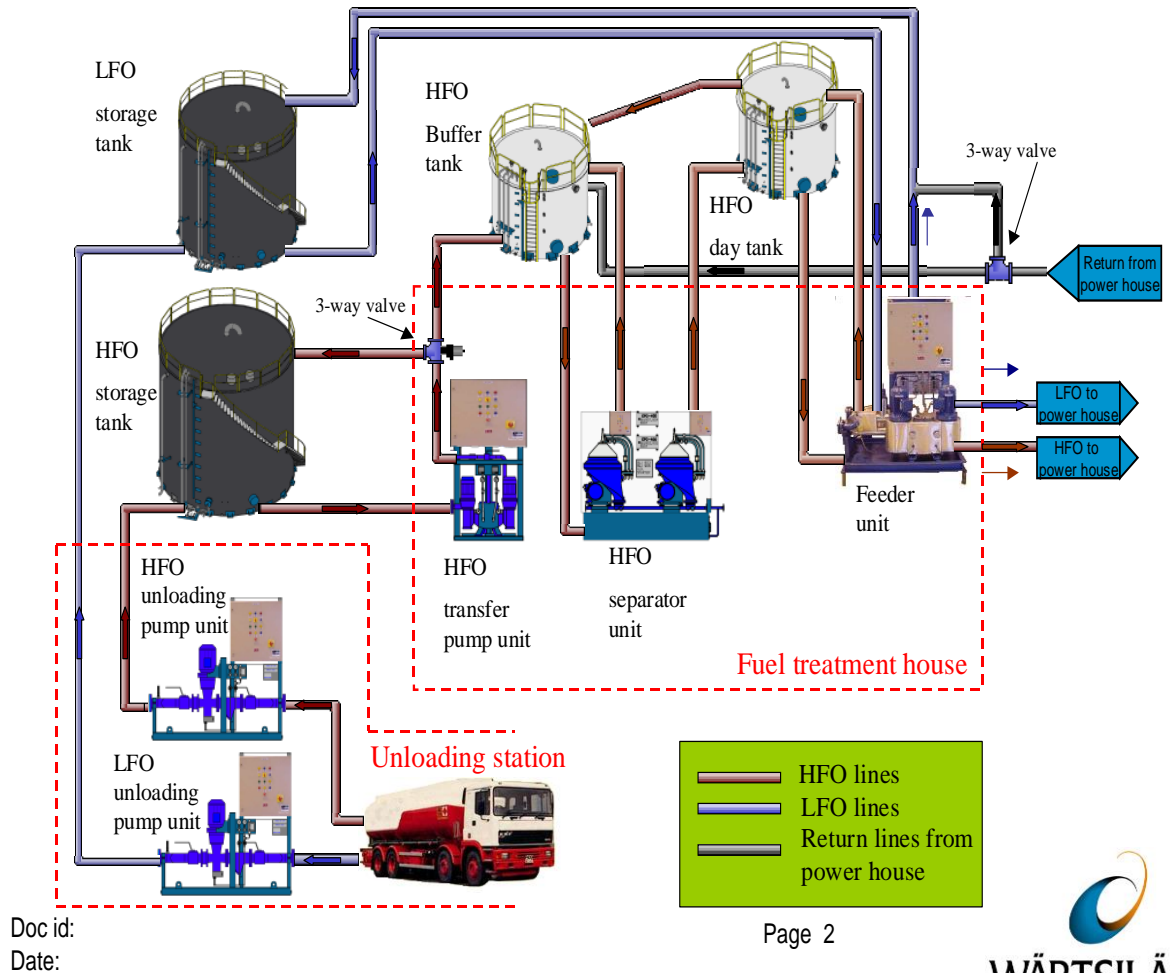 LFO
storage
tank
HFO
Buffer
tank
3-way valve
HFO
day tank
Return from
power house
3-way valve
HFO
storage
tank
LFO to
power house
HFO to
power house
Feeder
unit
HFO
unloading
pump unit
HFO
transfer
pump unit
HFO
separator
unit
Fuel treatment house
Unloading station
LFO
unloading
pump unit
HFO lines
LFO lines
Return lines from
power house
Doc id:
Date:
Page 2
WÄRTSILÄ